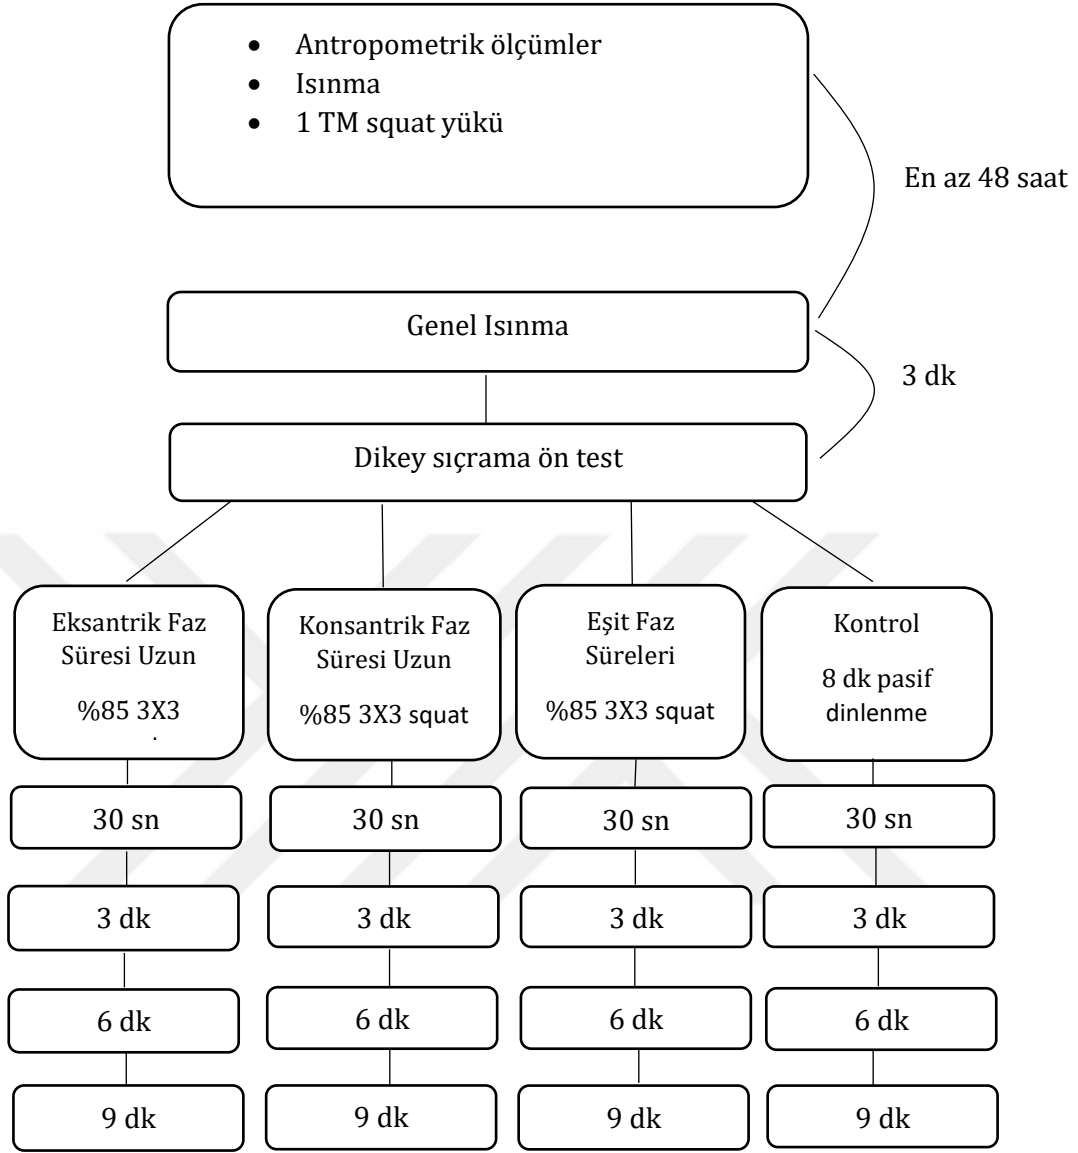 • Antropometrik ölçümler
• Isınma
• 1 TM squat yükü
En az 48 saat
Genel Isınma
3 dk
Dikey sıçrama ön test
Eksantrik Faz
Süresi Uzun
%85 3X3
Konsantrik Faz
Süresi Uzun
%85 3X3 squat
Eşit Faz
Süreleri
%85 3X3 squat
Kontrol
8 dk pasif
dinlenme
30 sn
30 sn
30 sn
30 sn
3 dk
3 dk
3 dk
3 dk
6 dk
6 dk
6 dk
6 dk
9 dk
9 dk
9 dk
9 dk